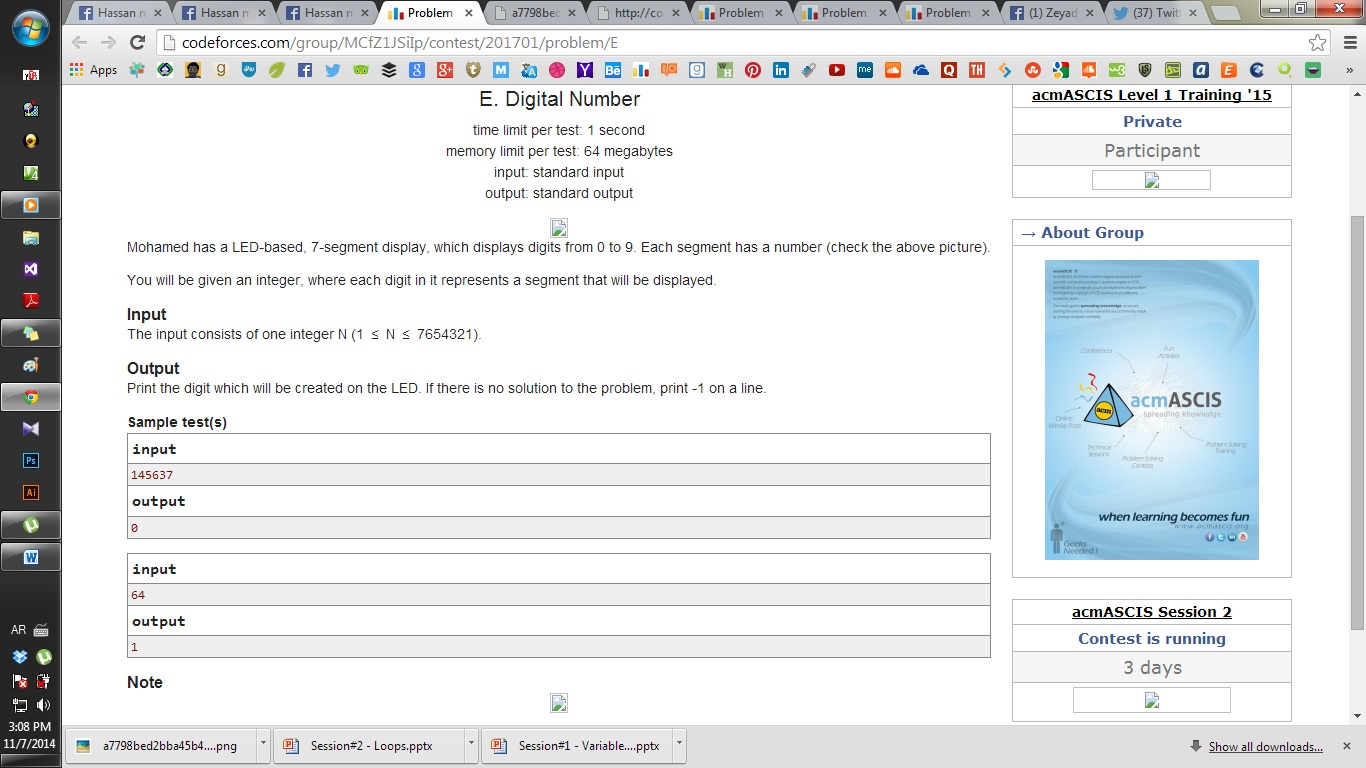 Hassan n
Hassan n
Hassan n
Problem
a7798bec
http://co
Problem
Problem
Problem
(1) Zeyad
(37) Twit
codeforces.com/group/MCfZ1JSiIp/contest/201701/problem/E
Apps
E. Digital Number
time limit per test: 1 second
memory limit per test: 64 megabytes
input: standard input
output: standard output
Mohamed has a LED-based, 7-segment display, which displays digits from 0 to 9. Each segment has a number (check the above picture).
You will be given an integer, where each digit in it represents a segment that will be displayed.
Input
The input consists of one integer N (1 ≤ N ≤ 7654321).
Output
Print the digit which will be created on the LED. If there is no solution to the problem, print -1 on a line.
Sample test(s)
input
145637
output
0
input
64
output
1
Note
acmASCIS Level 1 Training '15
Private
Participant
→ About Group
Conferences
Fun
Activities
acmASCIS
spreading knowledge
acm
Online
Weekly Posts
Technical
Sessions
Problem Solving
Contests
Problem Solving
Training
when learning becomes fun
www.acmascis.org
Geeks
Needed !
acmASCIS Session 2
Contest is running
3 days
AR
3:08 PM
11/7/2014
a7798bed2bba45b4....png
Session#2 - Loops.pptx
Session#1 - Variable....pptx
Show all downloads...